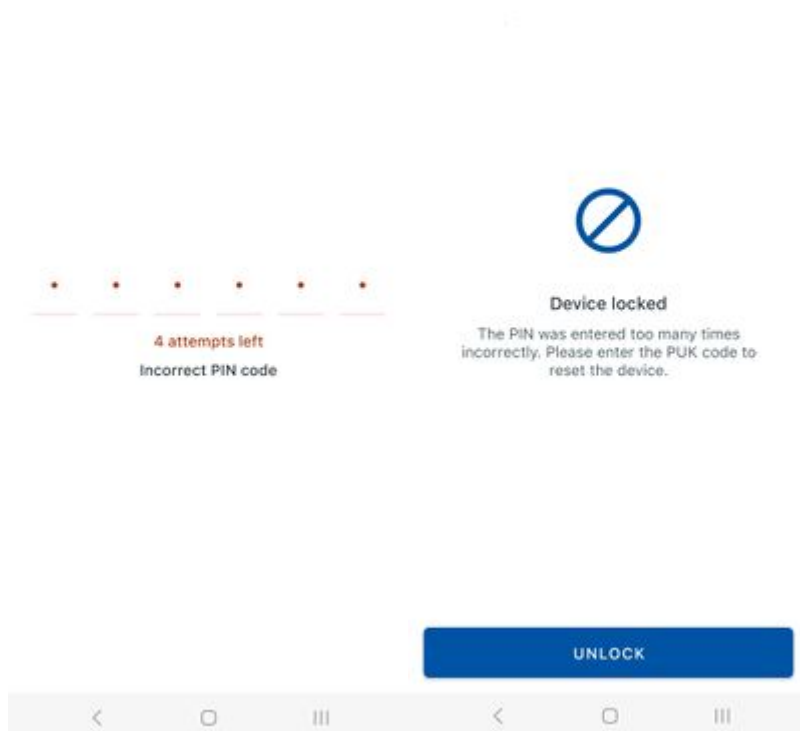 4 attempts left
Incorrect PIN code
Device locked
The PIN was entered too many times
incorrectly. Please enter the PUK code to
reset the device.
UNLOCK